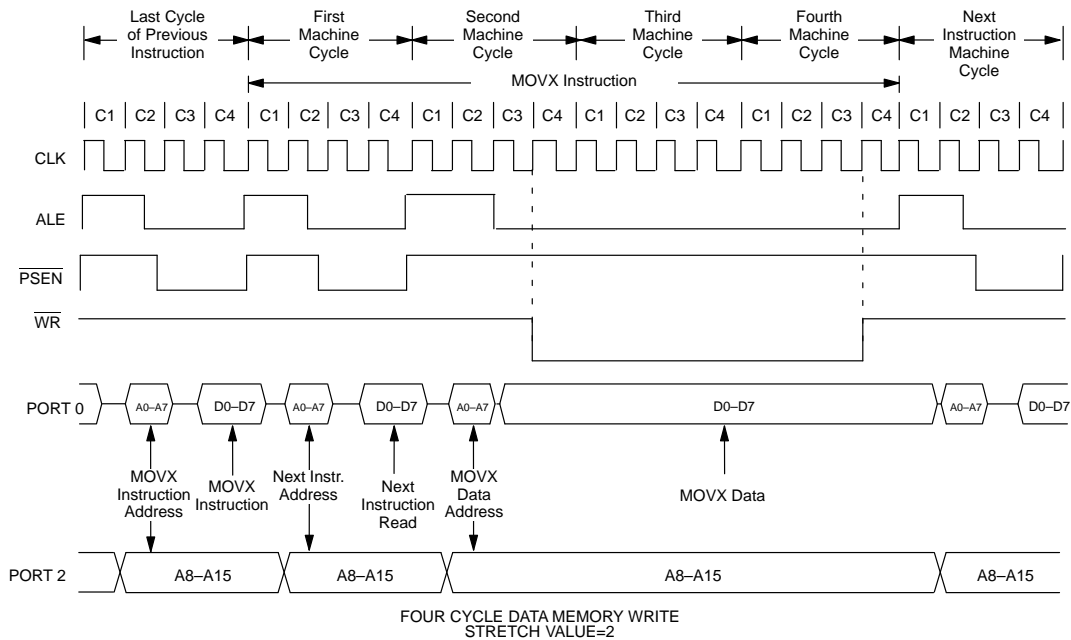 Last Cycle
of Previous
Instruction
First
Machine
Cycle
Second
Machine
Cycle
Third
Machine
Cycle
Fourth
Machine
Cycle
Next
Instruction
Machine
Cycle
MOVX Instruction
C1 C2 C3 C4 C1 C2 C3 C4 C1 C2 C3 C4 C1 C2 C3 C4 C1 C2 C3 C4 C1 C2 C3 C4
CLK
ALE
PSEN
WR
PORT 0
A0–A7 D0–D7 A0–A7 D0–D7 A0–A7 D0–D7 A0–A7 D0–D7
MOVX
Instruction
Address
MOVX
Instruction
Next Instr.
Address
Next
Instruction
Read
MOVX
Data
Address
MOVX Data
PORT 2
A8–A15 A8–A15 A8–A15 A8–A15
FOUR CYCLE DATA MEMORY WRITE
STRETCH VALUE=2